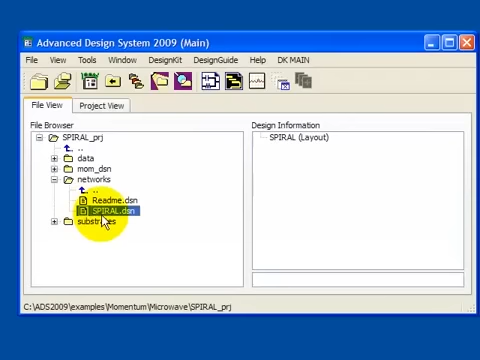 Advanced Design System 2009 (Main)
File View Tools Window DesignKit DesignGuide Help DK MAIN
File View Project View
File Browser
Design Information
SPIRAL_prj
SPIRAL (Layout)
..
data
mom_dsn
networks
..
Readme.dsn
SPIRAL.dsn
substrates
C:\ADS2009\examples\Momentum\Microwave\SPIRAL_prj